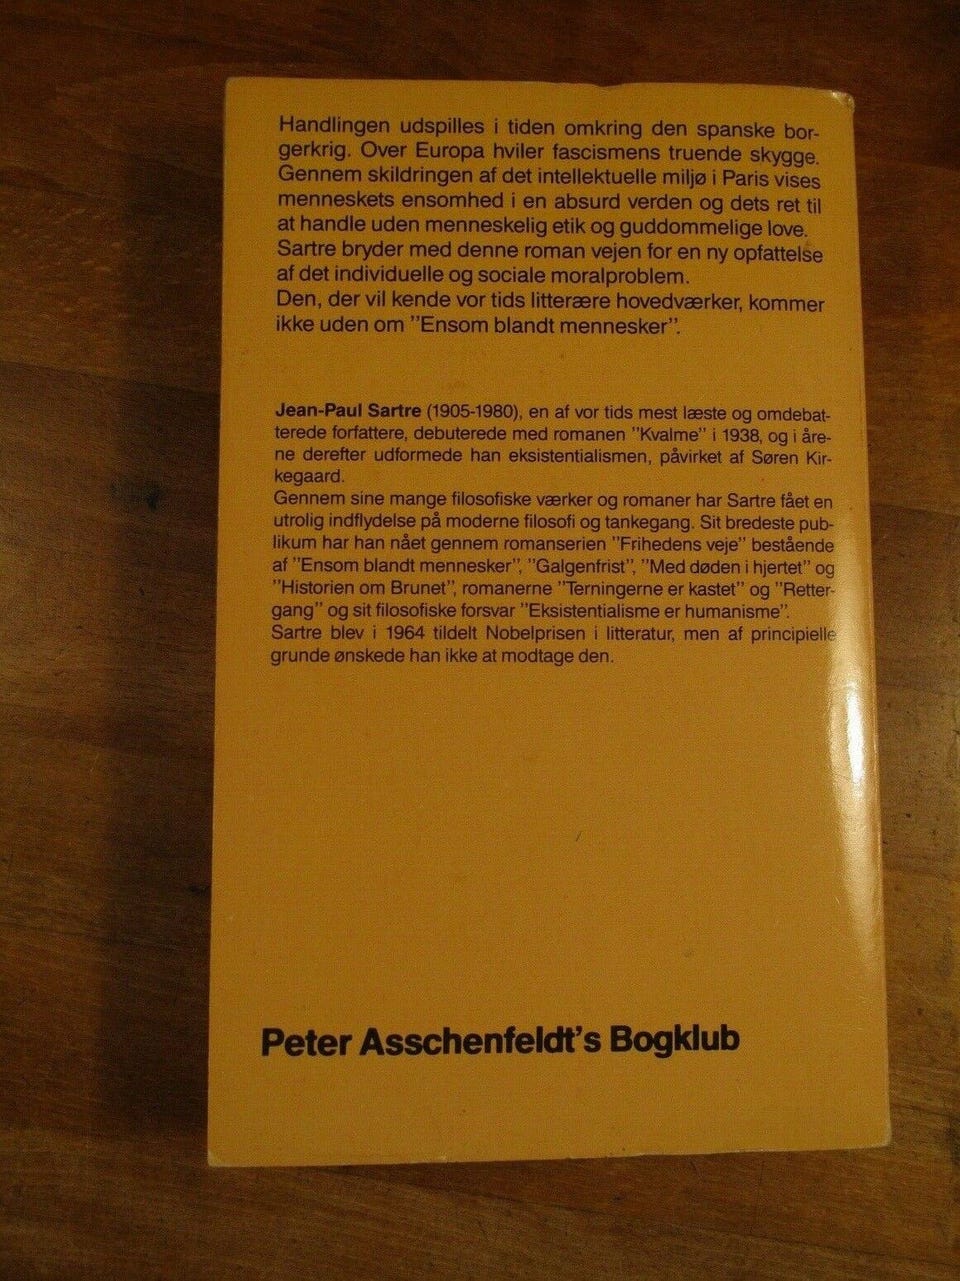 Handlingen udspilles i tiden omkring den spanske bor-
gerkrig. Over Europa hviler fascismens truende skygge.
Gennem skildringen af det intellektuelle miljø i Paris vises
menneskets ensomhed i en absurd verden og dets ret til
at handle uden menneskelig etik og guddommelige love.
Sartre bryder med denne roman vejen for en ny opfattelse
af det individuelle og sociale moralproblem.
Den, der vil kende vor tids litterære hovedværker, kommer
ikke uden om "Ensom blandt mennesker".
Jean-Paul Sartre (1905-1980), en af vor tids mest læste og omdebat-
terede forfattere, debuterede med romanen "Kvalme" i 1938, og i åre-
ne derefter udformede han eksistentialismen, påvirket af Søren Kir-
kegaard.
Gennem sine mange filosofiske værker og romaner har Sartre fået en
utrolig indflydelse på moderne filosofi og tankegang. Sit bredeste pub-
likum har han nået gennem romanserien "Frihedens veje" bestående
af "Ensom blandt mennesker", "Galgenfrist", "Med døden i hjertet" og
"Historien om Brunet", romanerne "Terningerne er kastet" og "Retter-
gang" og sit filosofiske forsvar "Eksistentialisme er humanisme".
Sartre blev i 1964 tildelt Nobelprisen i litteratur, men af principielle
grunde ønskede han ikke at modtage den.
Peter Asschenfeldt's Bogklub